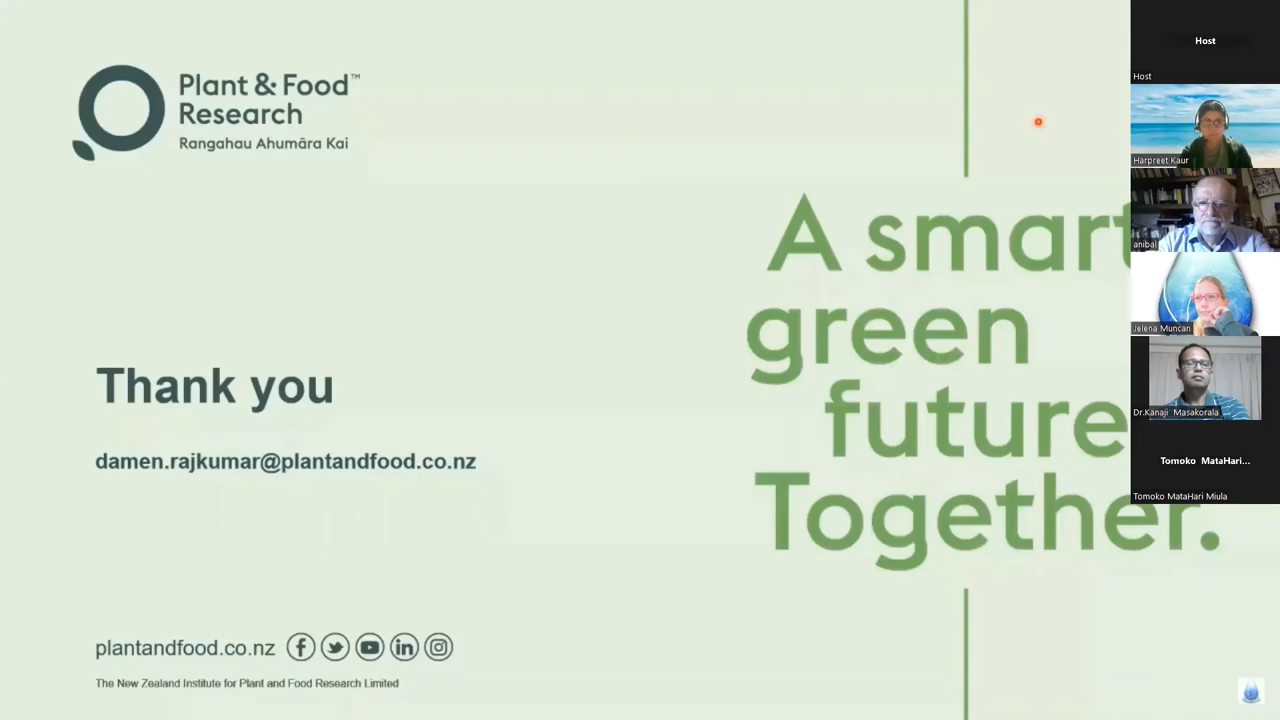 Plant & Food™
Research
Rangahau Ahumāra Kai
A smart
green
future
Together.
Thank you
damen.rajkumar@plantandfood.co.nz
plantandfood.co.nz
The New Zealand Institute for Plant and Food Research Limited
Host
Host
Harpreet Kaur
anibal
Jelena Muncan
Dr.Kanaji Masakorala
Tomoko MataHari...
Tomoko MataHari Miula